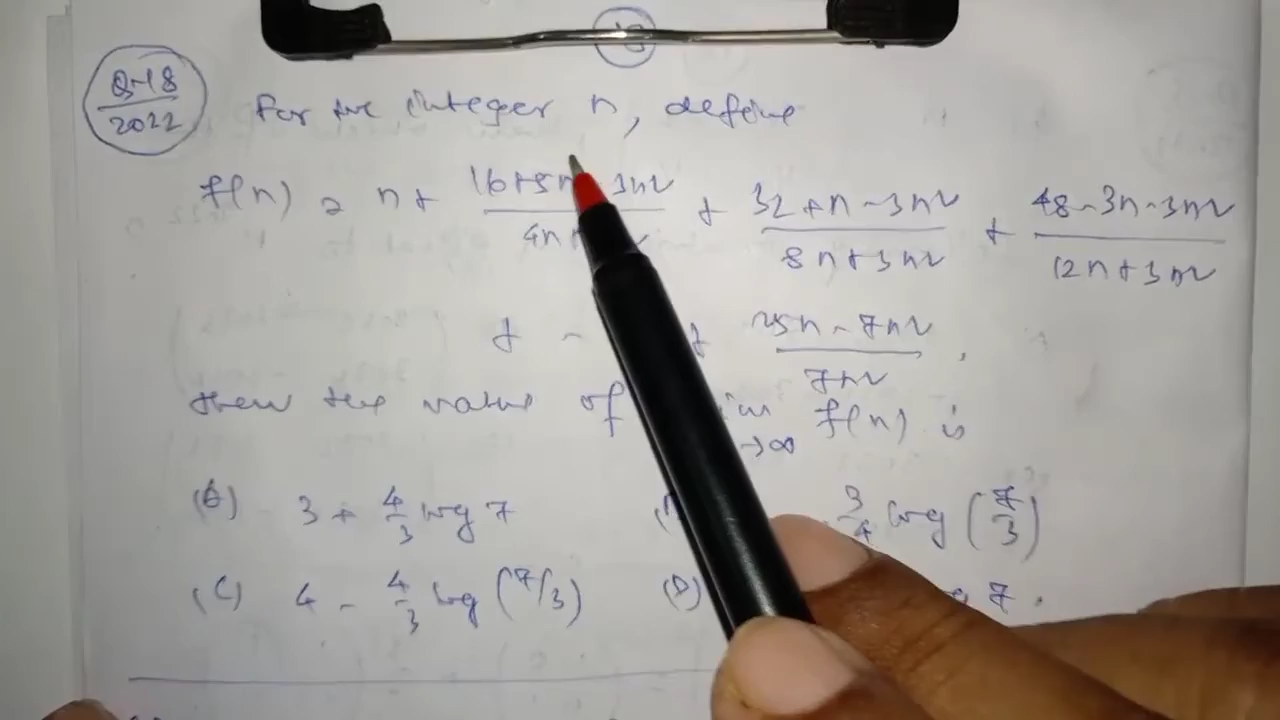 Q-18
2022
For +ve integer n, define
f(n) = n + (16+5n-3n²)/(4n) + (32+n-3n²)/(8n+3n²) + (48-3n-3n²)/(12n+3n²)
+ - + (25n-7n²)/(7n²) .
then the value of f(n) is
(A) 3 + 4/3 log 7 3/4 log (7/3)
(C) 4 - 4/3 log (7/3) (D) 7 .